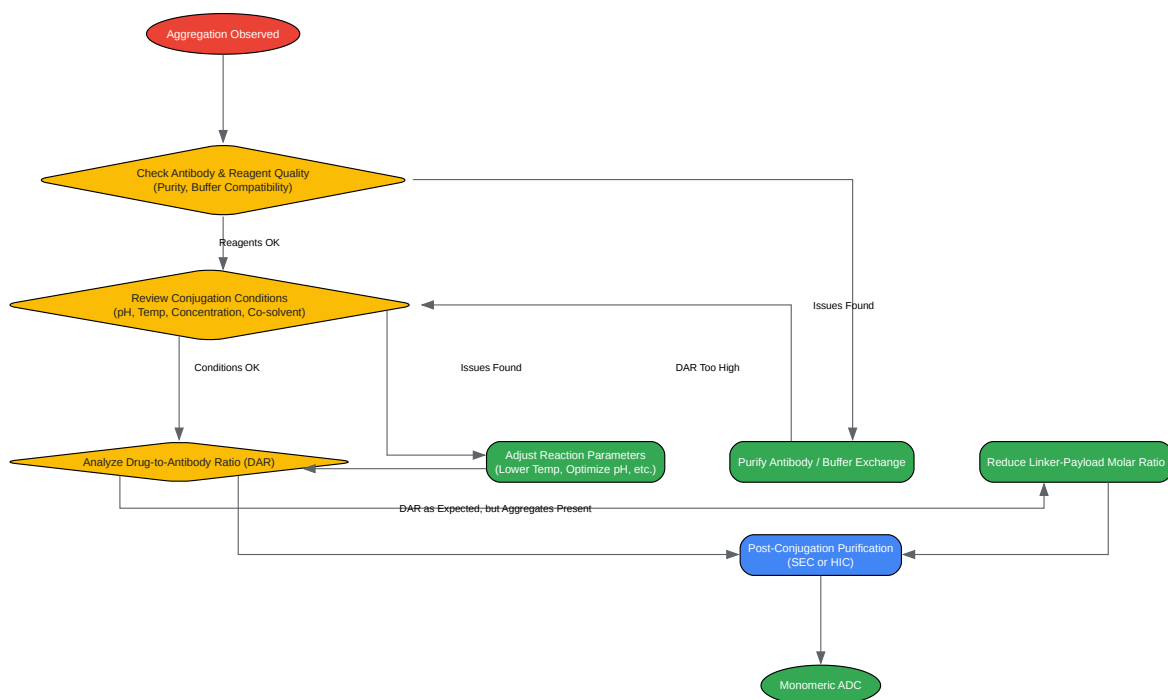 Aggregation Observed
Check Antibody & Reagent Quality
(Purity, Buffer Compatibility)
Reagents OK
Review Conjugation Conditions
(pH, Temp, Concentration, Co-solvent)
Issues Found
Conditions OK
Issues Found
DAR Too High
Analyze Drug-to-Antibody Ratio (DAR)
Adjust Reaction Parameters
(Lower Temp, Optimize pH, etc.)
Purify Antibody / Buffer Exchange
Reduce Linker-Payload Molar Ratio
DAR as Expected, but Aggregates Present
Post-Conjugation Purification
(SEC or HIC)
Monomeric ADC